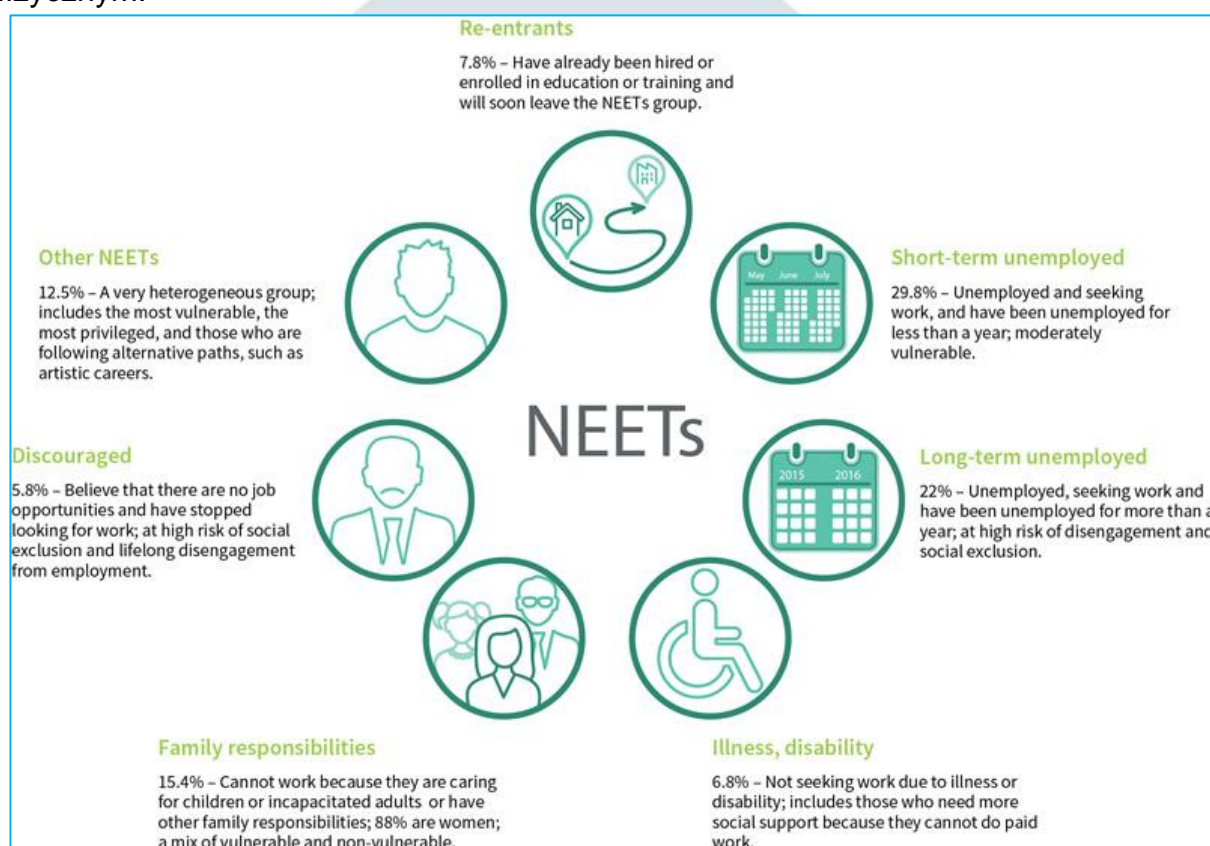 Re-entrants
7.8% – Have already been hired or
enrolled in education or training and
will soon leave the NEETs group.
Other NEETs
12.5% – A very heterogeneous group;
includes the most vulnerable, the
most privileged, and those who are
following alternative paths, such as
artistic careers.
May June July
Short-term unemployed
29.8% – Unemployed and seeking
work, and have been unemployed for
less than a year; moderately
vulnerable.
NEETs
Discouraged
5.8% – Believe that there are no job
opportunities and have stopped
looking for work; at high risk of social
exclusion and lifelong disengagement
from employment.
2015 2016
Long-term unemployed
22% – Unemployed, seeking work and
have been unemployed for more than a
year; at high risk of disengagement and
social exclusion.
Family responsibilities
15.4% – Cannot work because they are caring
for children or incapacitated adults or have
other family responsibilities; 88% are women;
a mix of vulnerable and non-vulnerable.
Illness, disability
6.8% – Not seeking work due to illness or
disability; includes those who need more
social support because they cannot do paid
work.